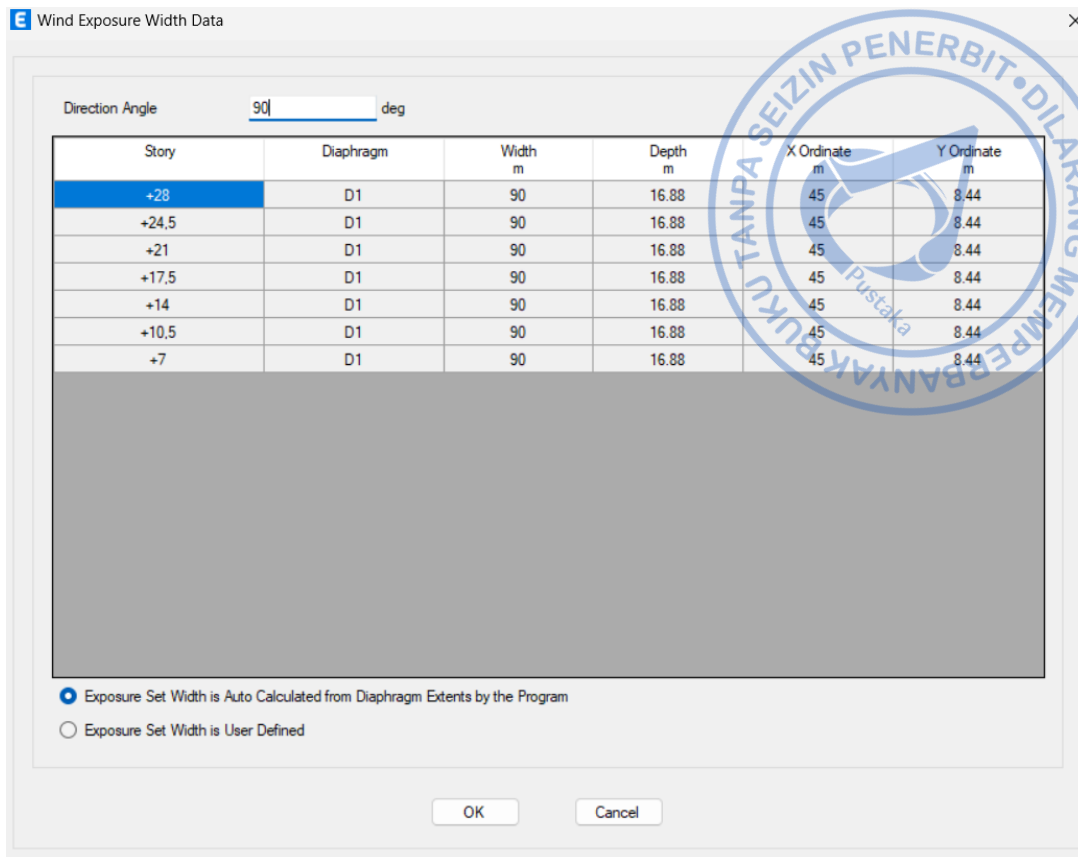 E Wind Exposure Width Data
Direction Angle 90 deg
Story Diaphragm Width m Depth m X Ordinate m Y Ordinate m
+28 D1 90 16.88 45 8.44
+24,5 D1 90 16.88 45 8.44
+21 D1 90 16.88 45 8.44
+17,5 D1 90 16.88 45 8.44
+14 D1 90 16.88 45 8.44
+10,5 D1 90 16.88 45 8.44
+7 D1 90 16.88 45 8.44
Exposure Set Width is Auto Calculated from Diaphragm Extents by the Program
Exposure Set Width is User Defined
OK Cancel
DILARANG MEMPERBANYAK BUKU TANPA SEIZIN PENERBIT
Pustaka